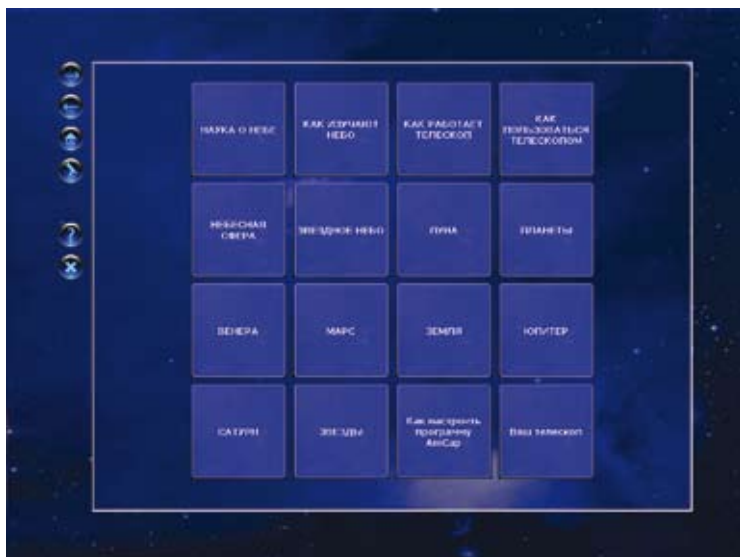 НАУКА О НЕБЕ
КАК ИЗУЧАЮТ
НЕБО
КАК РАБОТАЕТ
ТЕЛЕСКОП
КАК
ПОЛЬЗОВАТЬСЯ
ТЕЛЕСКОПОМ
НЕБЕСНАЯ
СФЕРА
ЗВЕЗДНОЕ НЕБО
ЛУНА
ПЛАНЕТЫ
ВЕНЕРА
МАРС
ЗЕМЛЯ
ЮПИТЕР
САТУРН
ЗВЕЗДЫ
Как настроить
программу
AmCap
Ваш телескоп
?